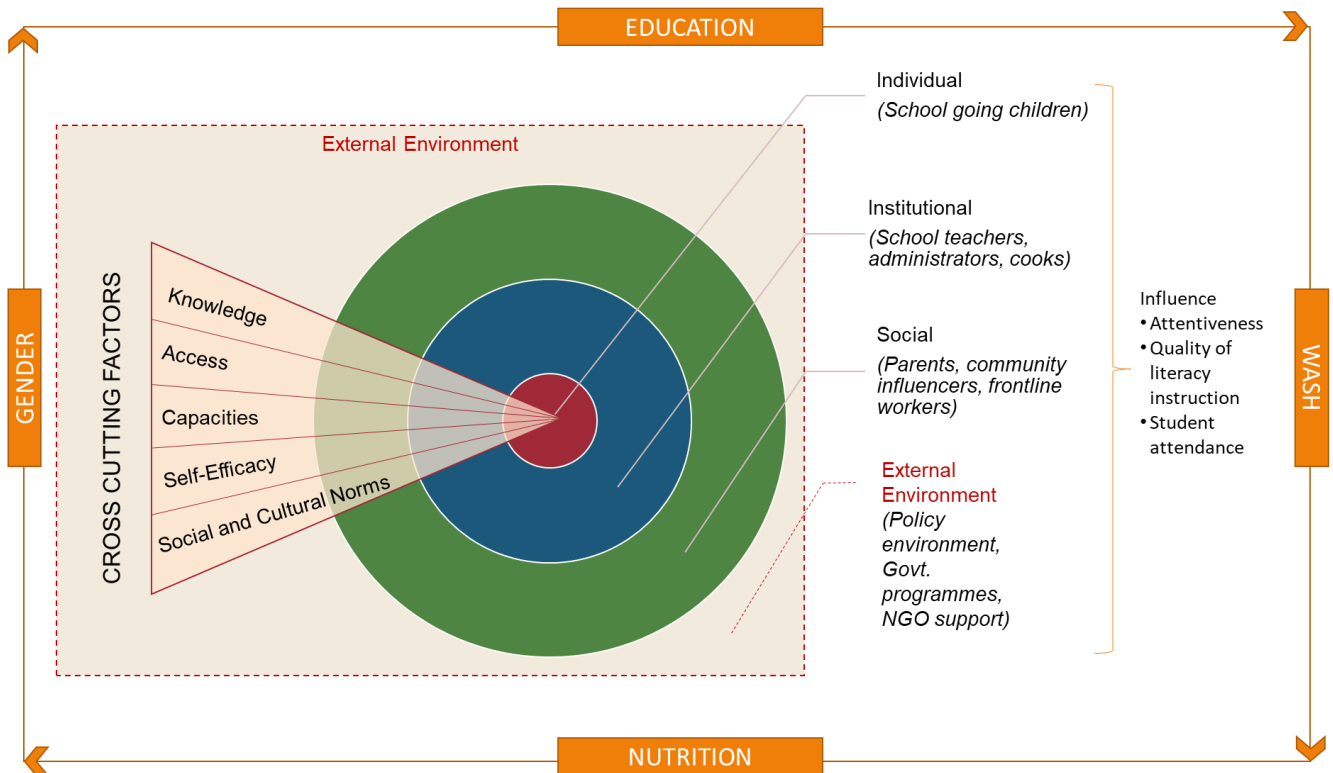 EDUCATION
Individual
(School going children)
External Environment
Institutional
(School teachers,
administrators, cooks)
CROSS CUTTING FACTORS
Knowledge
Access
Capacities
Self-Efficacy
Social and Cultural Norms
GENDER
Social
(Parents, community
influencers, frontline
workers)
External
Environment
(Policy
environment,
Govt.
programmes,
NGO support)
Influence
• Attentiveness
• Quality of
literacy
instruction
• Student
attendance
WASH
NUTRITION